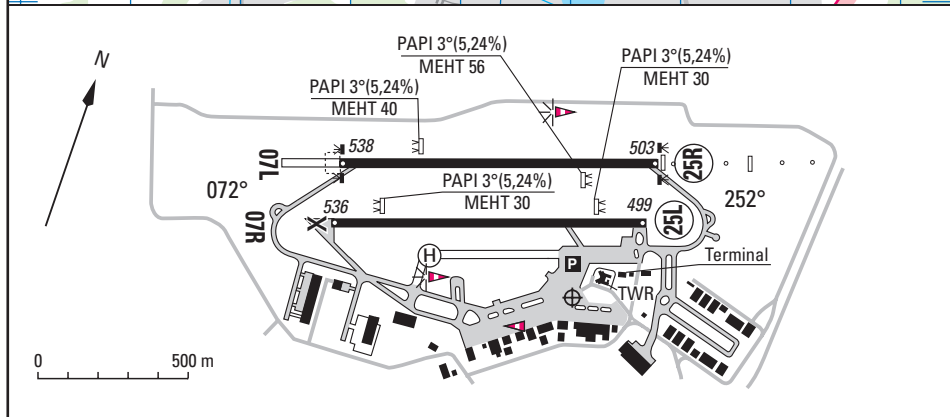 N
PAPI 3°(5,24%)
MEHT 56
PAPI 3°(5,24%)
MEHT 30
PAPI 3°(5,24%)
MEHT 40
538
503
07L
25R
072°
252°
PAPI 3°(5,24%)
MEHT 30
07R
536
499
25L
X
H
P
Terminal
TWR
0
500 m